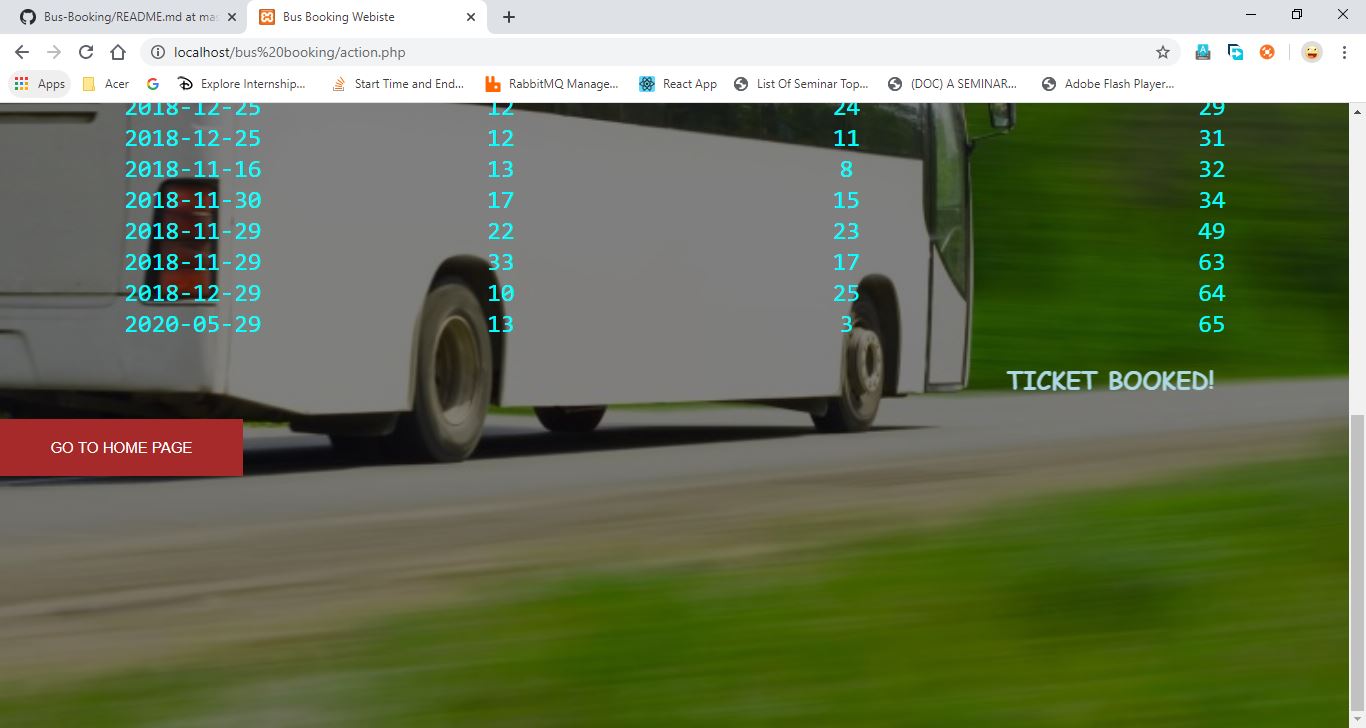 Bus-Booking/README.md at mas
Bus Booking Webiste
localhost/bus%20booking/action.php
Apps Acer Explore Internship... Start Time and End... RabbitMQ Manage... React App List Of Seminar Top... (DOC) A SEMINAR... Adobe Flash Player...
2018-12-25 12 24 29
2018-12-25 12 11 31
2018-11-16 13 8 32
2018-11-30 17 15 34
2018-11-29 22 23 49
2018-11-29 33 17 63
2018-12-29 10 25 64
2020-05-29 13 3 65
TICKET BOOKED!
GO TO HOME PAGE